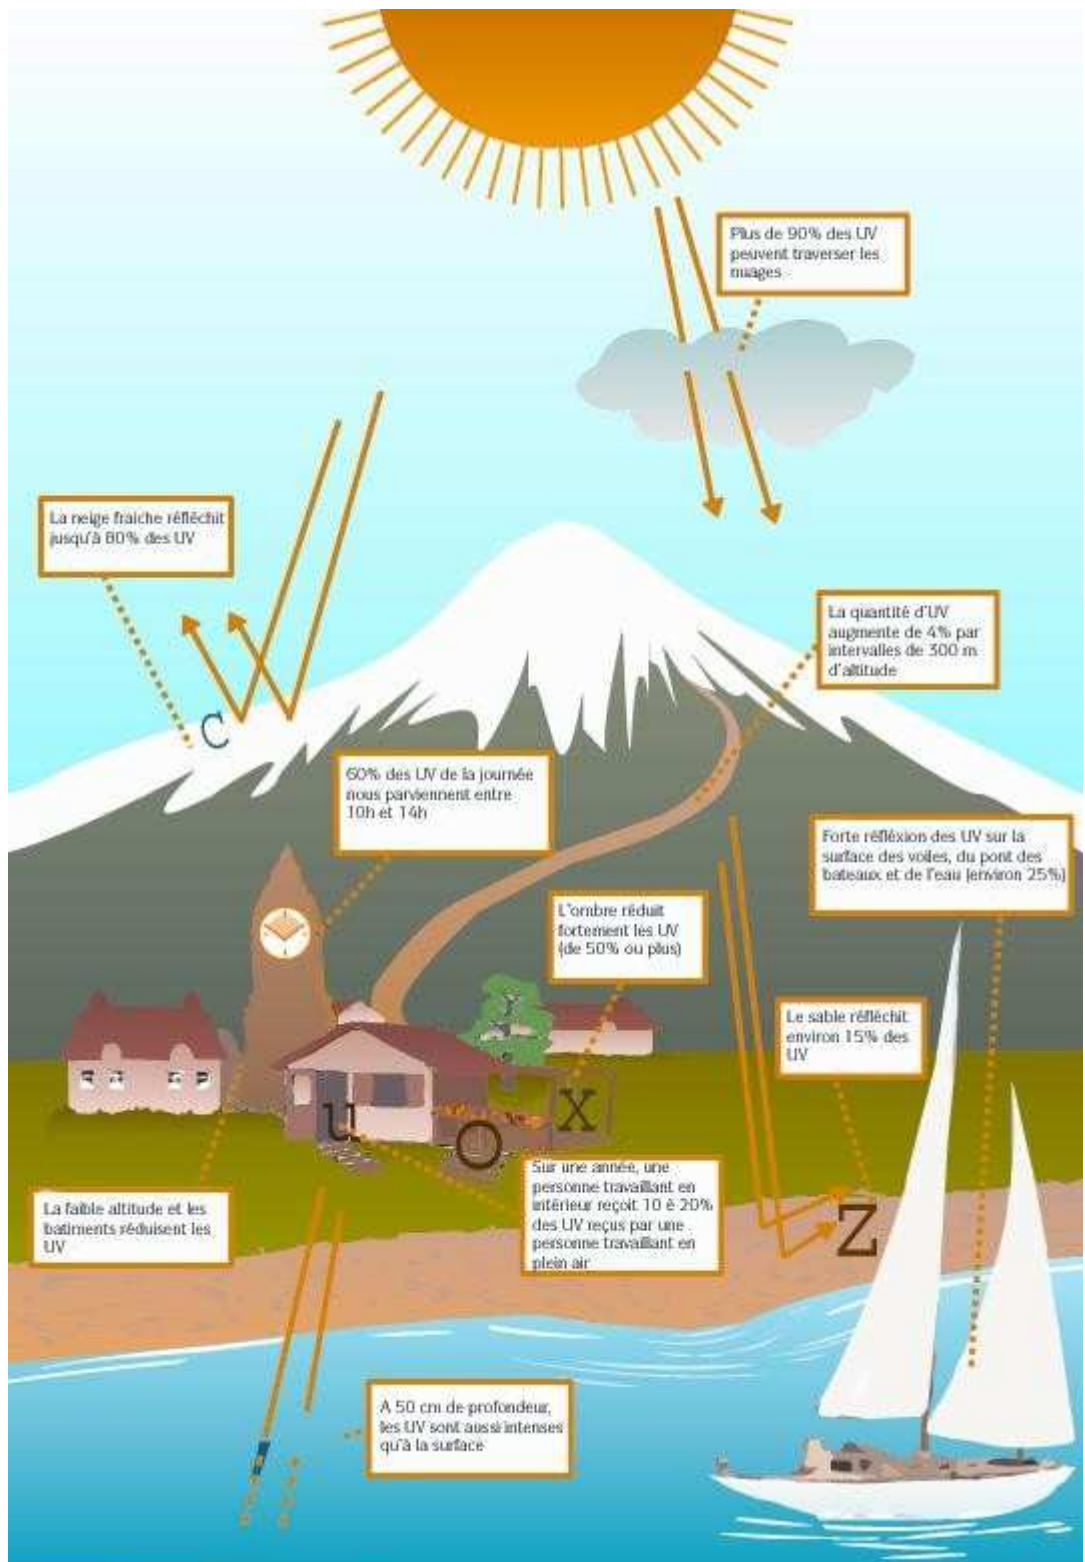 Plus de 90% des UV
peuvent traverser les
nuages
La neige fraiche réfléchit
jusqu'à 80% des UV
La quantité d'UV
augmente de 4% par
intervalles de 300 m
d'altitude
C
60% des UV de la journée
nous parviennent entre
10h et 14h
Forte réfléxion des UV sur la
surface des voiles, du pont des
bateaux et de l'eau (environ 25%)
L'ombre réduit
fortement les UV
(de 50% ou plus)
Le sable réfléchit
environ 15% des
UV
X
u
O
Sur une année, une
personne travaillant en
intérieur reçoit 10 è 20%
des UV reçus par une
personne travaillant en
plein air
La faible altitude et les
batiments réduisent les
UV
Z
A 50 cm de profondeur,
les UV sont aussi intenses
qu'à la surface